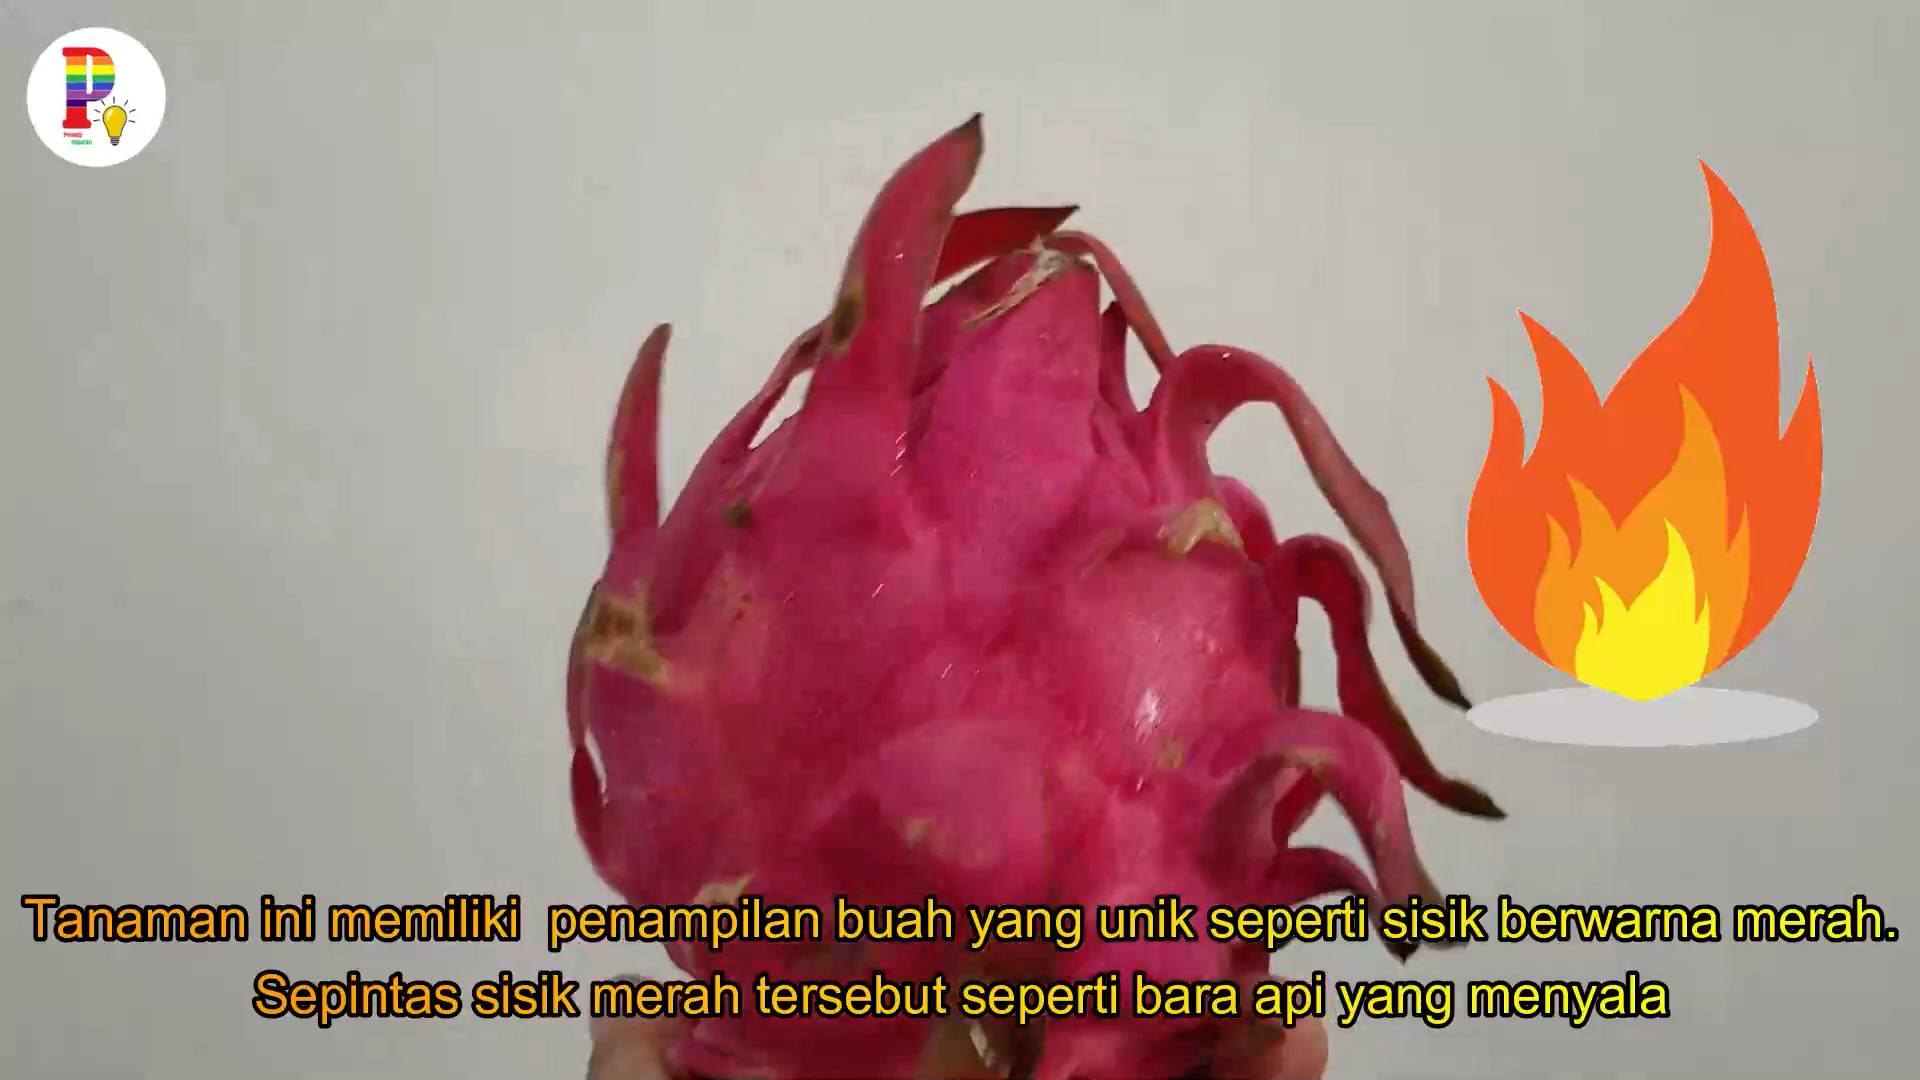 P
Tanaman ini memiliki  penampilan buah yang unik seperti sisik berwarna merah.
Sepintas sisik merah tersebut seperti bara api yang menyala